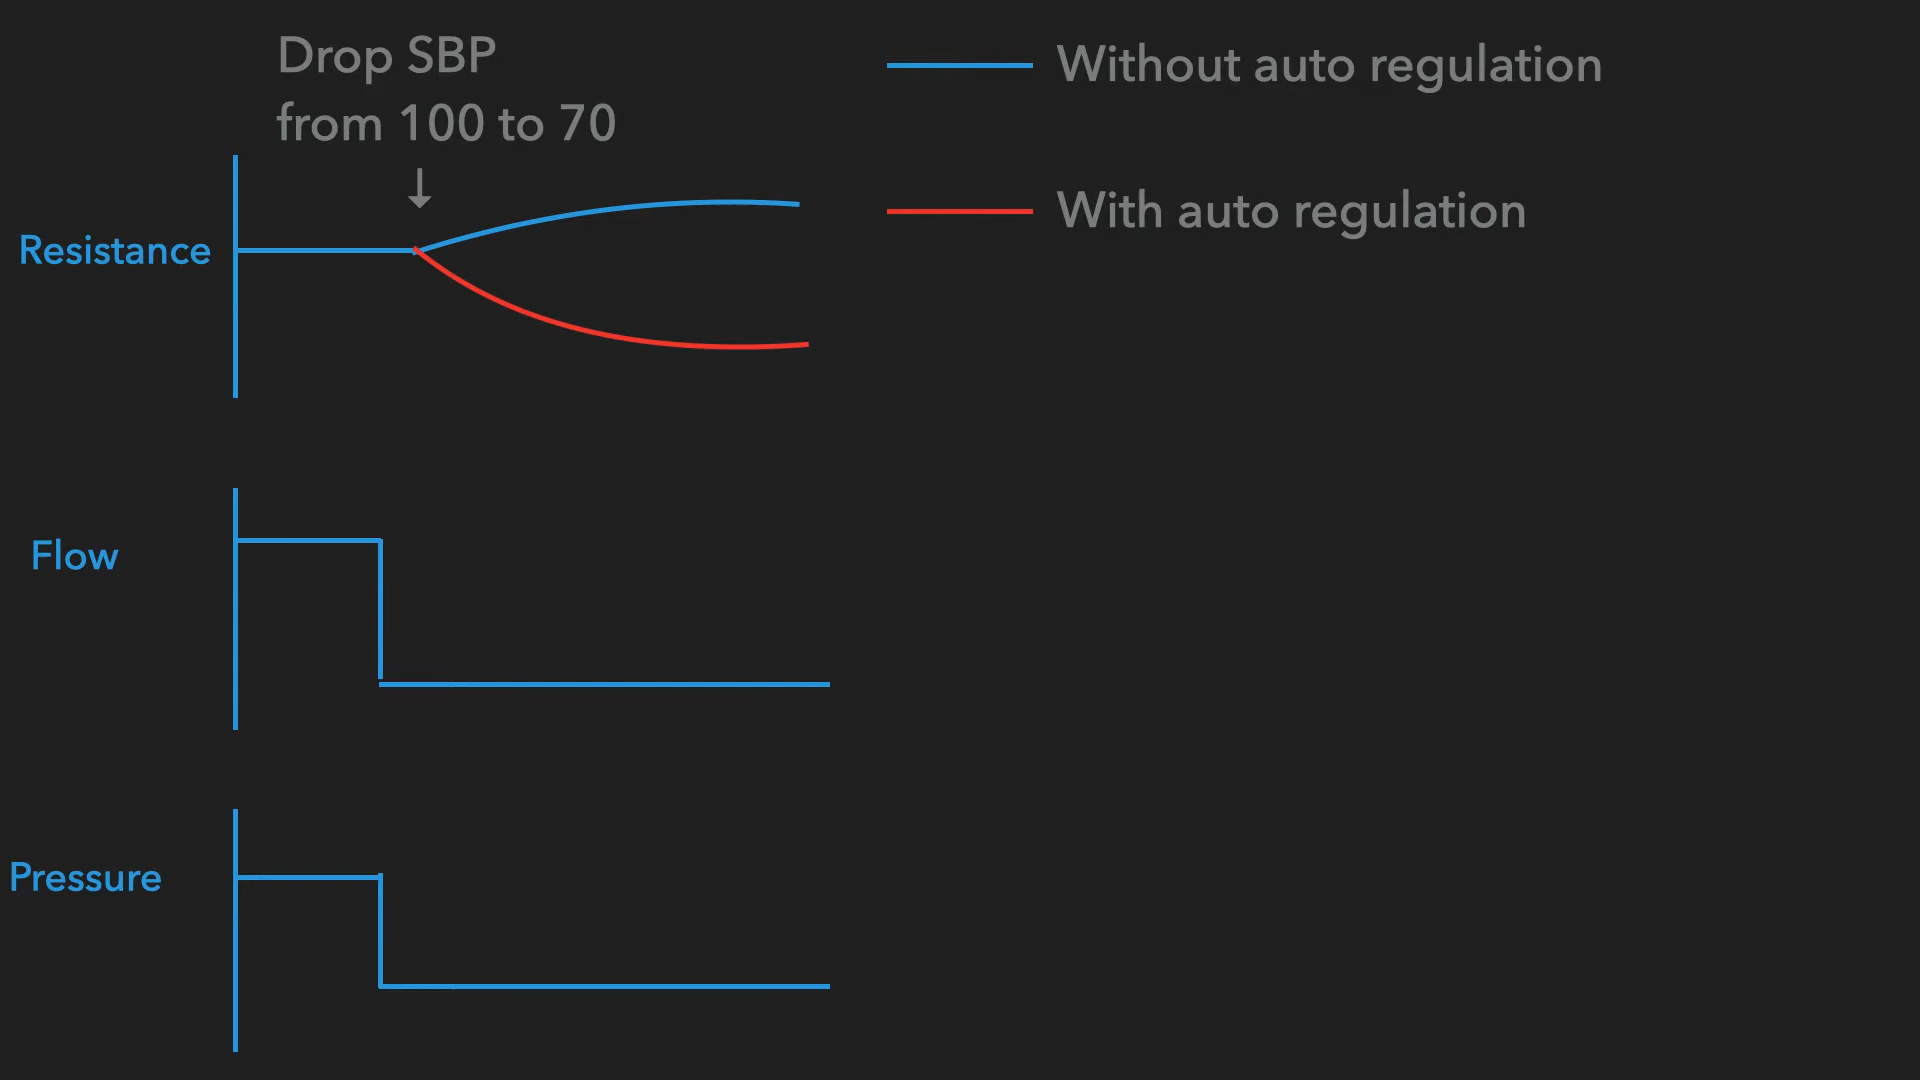 Drop SBP
from 100 to 70
Without auto regulation
With auto regulation
Resistance
Flow
Pressure